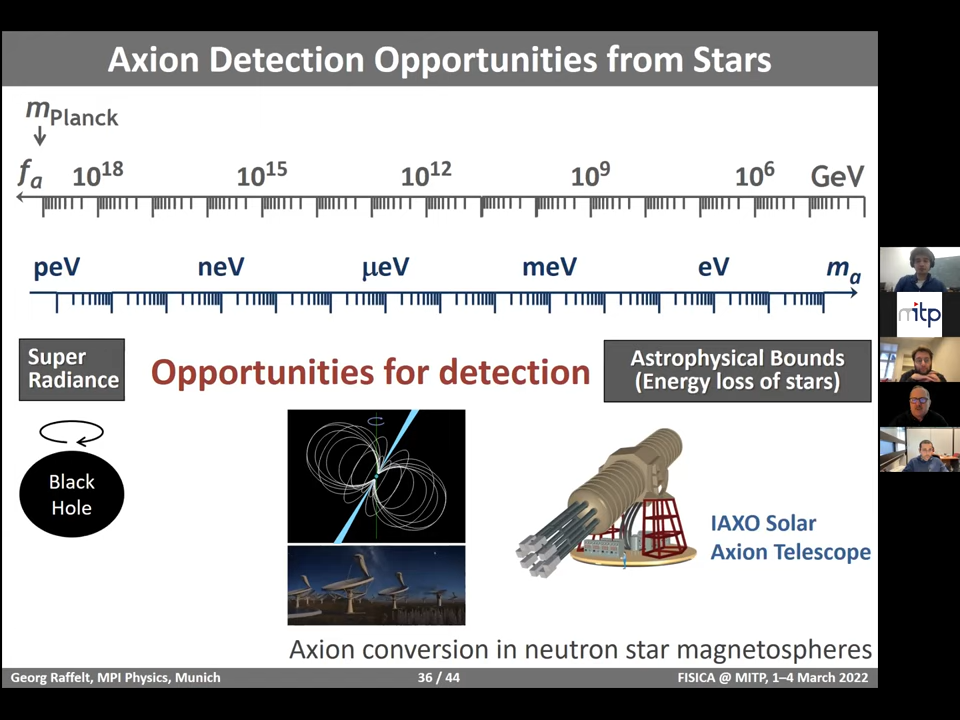 Axion Detection Opportunities from Stars
mPlanck
fa 10^18 10^15 10^12 10^9 10^6 GeV
peV neV μeV meV eV ma
Super
Radiance
Opportunities for detection
Astrophysical Bounds
(Energy loss of stars)
Black
Hole
IAXO Solar
Axion Telescope
Axion conversion in neutron star magnetospheres
Georg Raffelt, MPI Physics, Munich 36 / 44 FISICA @ MITP, 1–4 March 2022
mitp